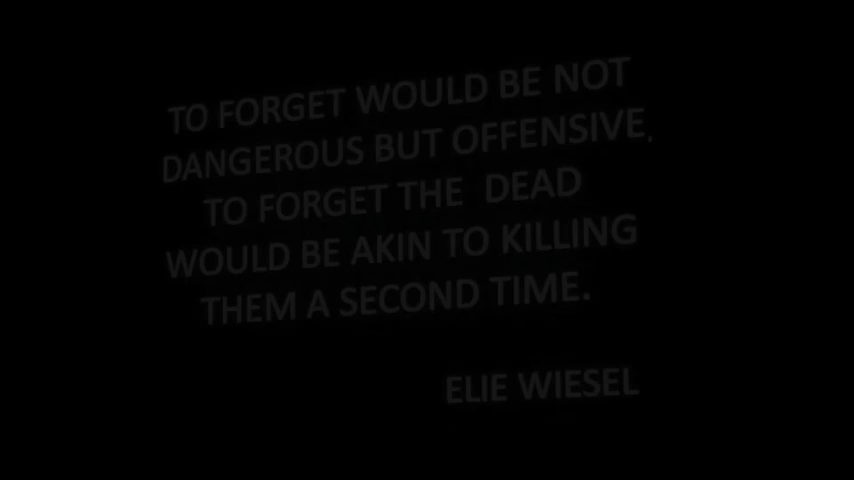 TO FORGET WOULD BE NOT
DANGEROUS BUT OFFENSIVE,
TO FORGET THE DEAD
WOULD BE AKIN TO KILLING
THEM A SECOND TIME.
ELIE WIESEL